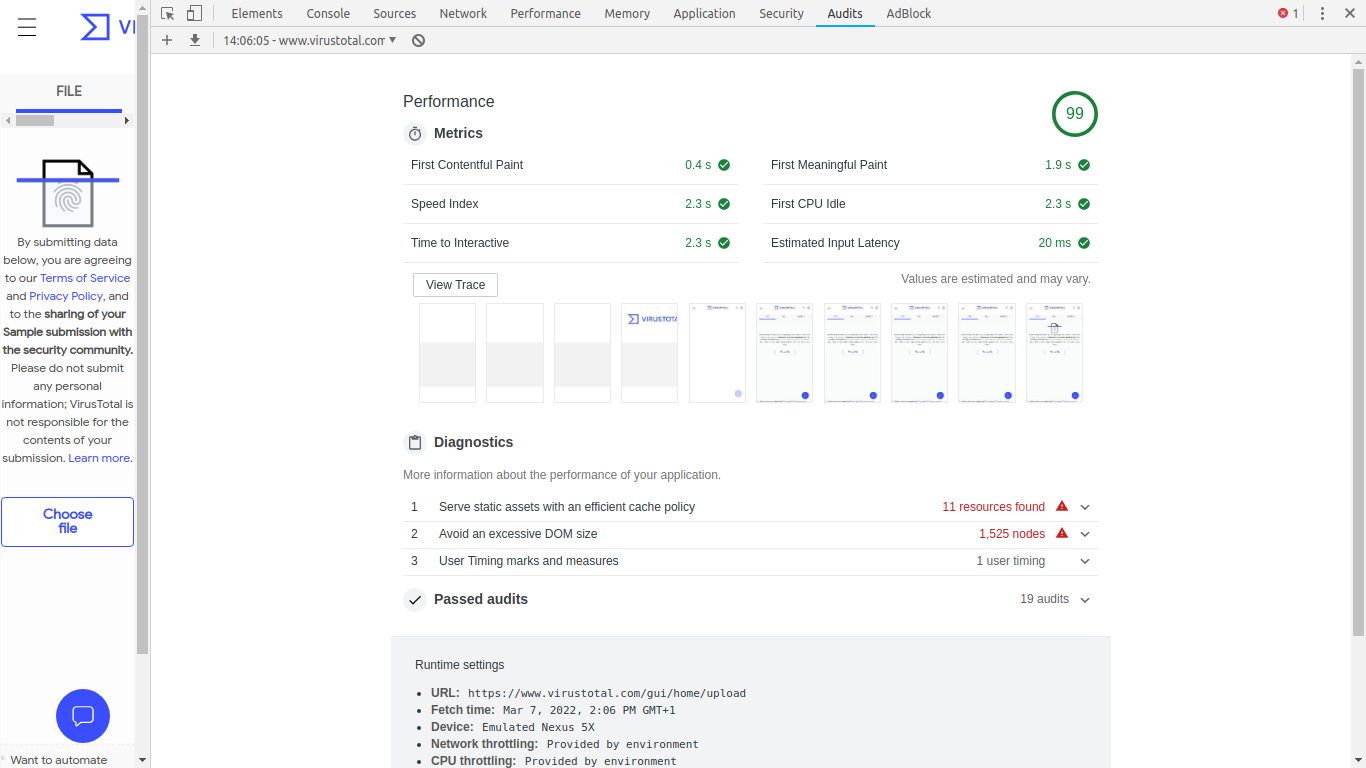 Elements Console Sources Network Performance Memory Application Security Audits AdBlock 1
14:06:05 - www.virustotal.com
FILE
By submitting data
below, you are agreeing
to our Terms of Service
and Privacy Policy, and
to the sharing of your
Sample submission with
the security community.
Please do not submit
any personal
information; VirusTotal is
not responsible for the
contents of your
submission. Learn more.
Choose
file
Want to automate
Performance
99
Metrics
First Contentful Paint 0.4 s
First Meaningful Paint 1.9 s
Speed Index 2.3 s
First CPU Idle 2.3 s
Time to Interactive 2.3 s
Estimated Input Latency 20 ms
View Trace
Values are estimated and may vary.
VIRUSTOTA
Diagnostics
More information about the performance of your application.
1 Serve static assets with an efficient cache policy 11 resources found
2 Avoid an excessive DOM size 1,525 nodes
3 User Timing marks and measures 1 user timing
Passed audits 19 audits
Runtime settings
URL: https://www.virustotal.com/gui/home/upload
Fetch time: Mar 7, 2022, 2:06 PM GMT+1
Device: Emulated Nexus 5X
Network throttling: Provided by environment
CPU throttling: Provided by environment